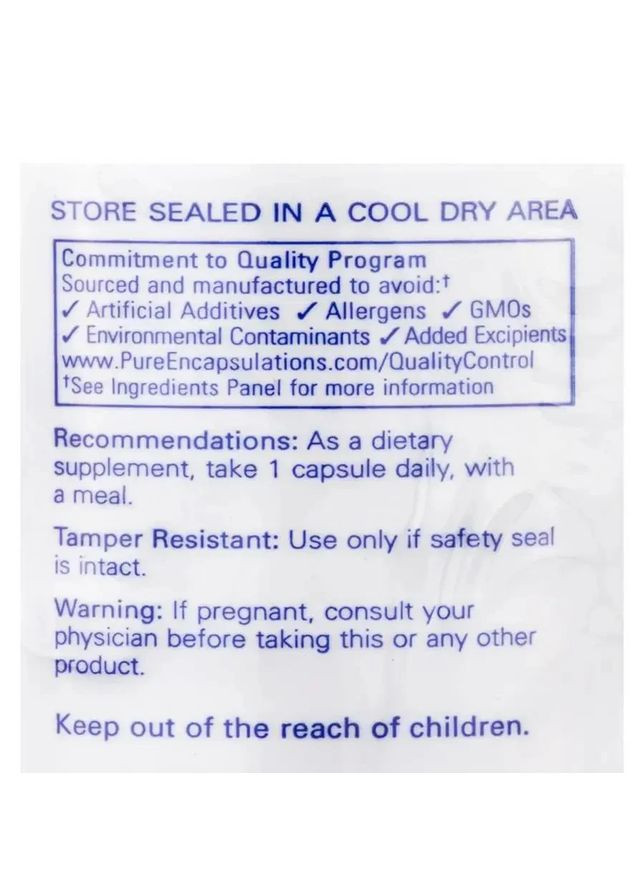 STORE SEALED IN A COOL DRY AREA
Commitment to Quality Program
Sourced and manufactured to avoid:†
✓ Artificial Additives ✓ Allergens ✓ GMOs
✓ Environmental Contaminants ✓ Added Excipients
www.PureEncapsulations.com/QualityControl
†See Ingredients Panel for more information
Recommendations: As a dietary
supplement, take 1 capsule daily, with
a meal.
Tamper Resistant: Use only if safety seal
is intact.
Warning: If pregnant, consult your
physician before taking this or any other
product.
Keep out of the reach of children.